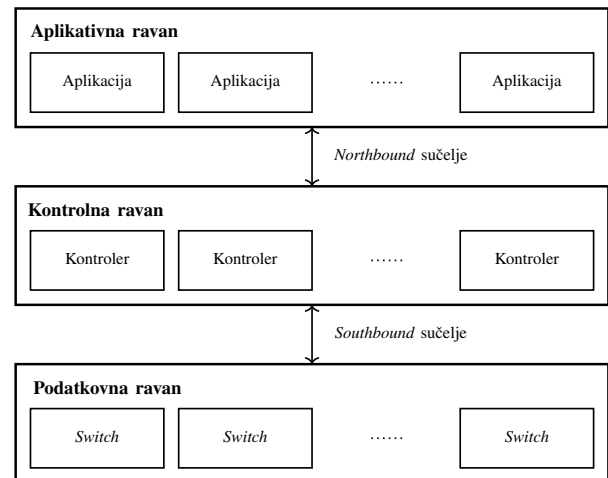 Aplikativna ravan
Aplikacija Aplikacija ...... Aplikacija
Northbound sučelje
Kontrolna ravan
Kontroler Kontroler ...... Kontroler
Southbound sučelje
Podatkovna ravan
Switch Switch ...... Switch